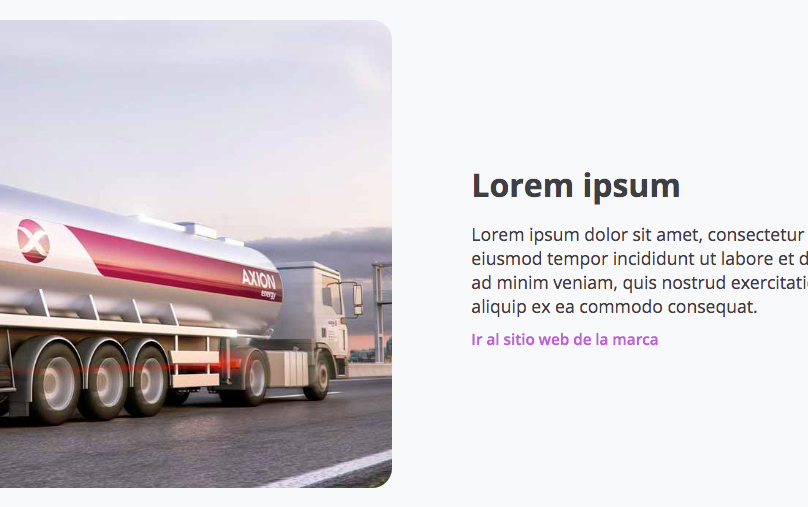 AXION
energy
Lorem ipsum
Lorem ipsum dolor sit amet, consectetur
eiusmod tempor incididunt ut labore et d
ad minim veniam, quis nostrud exercitati
aliquip ex ea commodo consequat.
Ir al sitio web de la marca